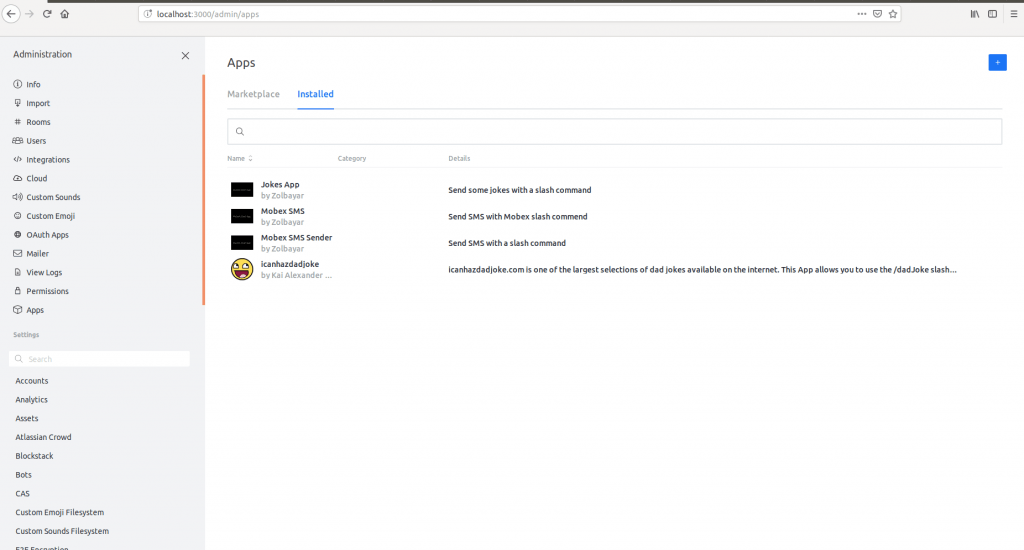 localhost:3000/admin/apps
Administration
Info
Import
Rooms
Users
Integrations
Cloud
Custom Sounds
Custom Emoji
OAuth Apps
Mailer
View Logs
Permissions
Apps
Settings
Search
Accounts
Analytics
Assets
Atlassian Crowd
Blockstack
Bots
CAS
Custom Emoji Filesystem
Custom Sounds Filesystem
E2E Encryption
Apps
+
Marketplace Installed
Name Category Details
Jokes App
by Zolbayar
Send some jokes with a slash command
Mobex SMS
by Zolbayar
Send SMS with Mobex slash commend
Mobex SMS Sender
by Zolbayar
Send SMS with a slash command
icanhazdadjoke
by Kai Alexander ...
icanhazdadjoke.com is one of the largest selections of dad jokes available on the internet. This App allows you to use the /dadJoke slash...